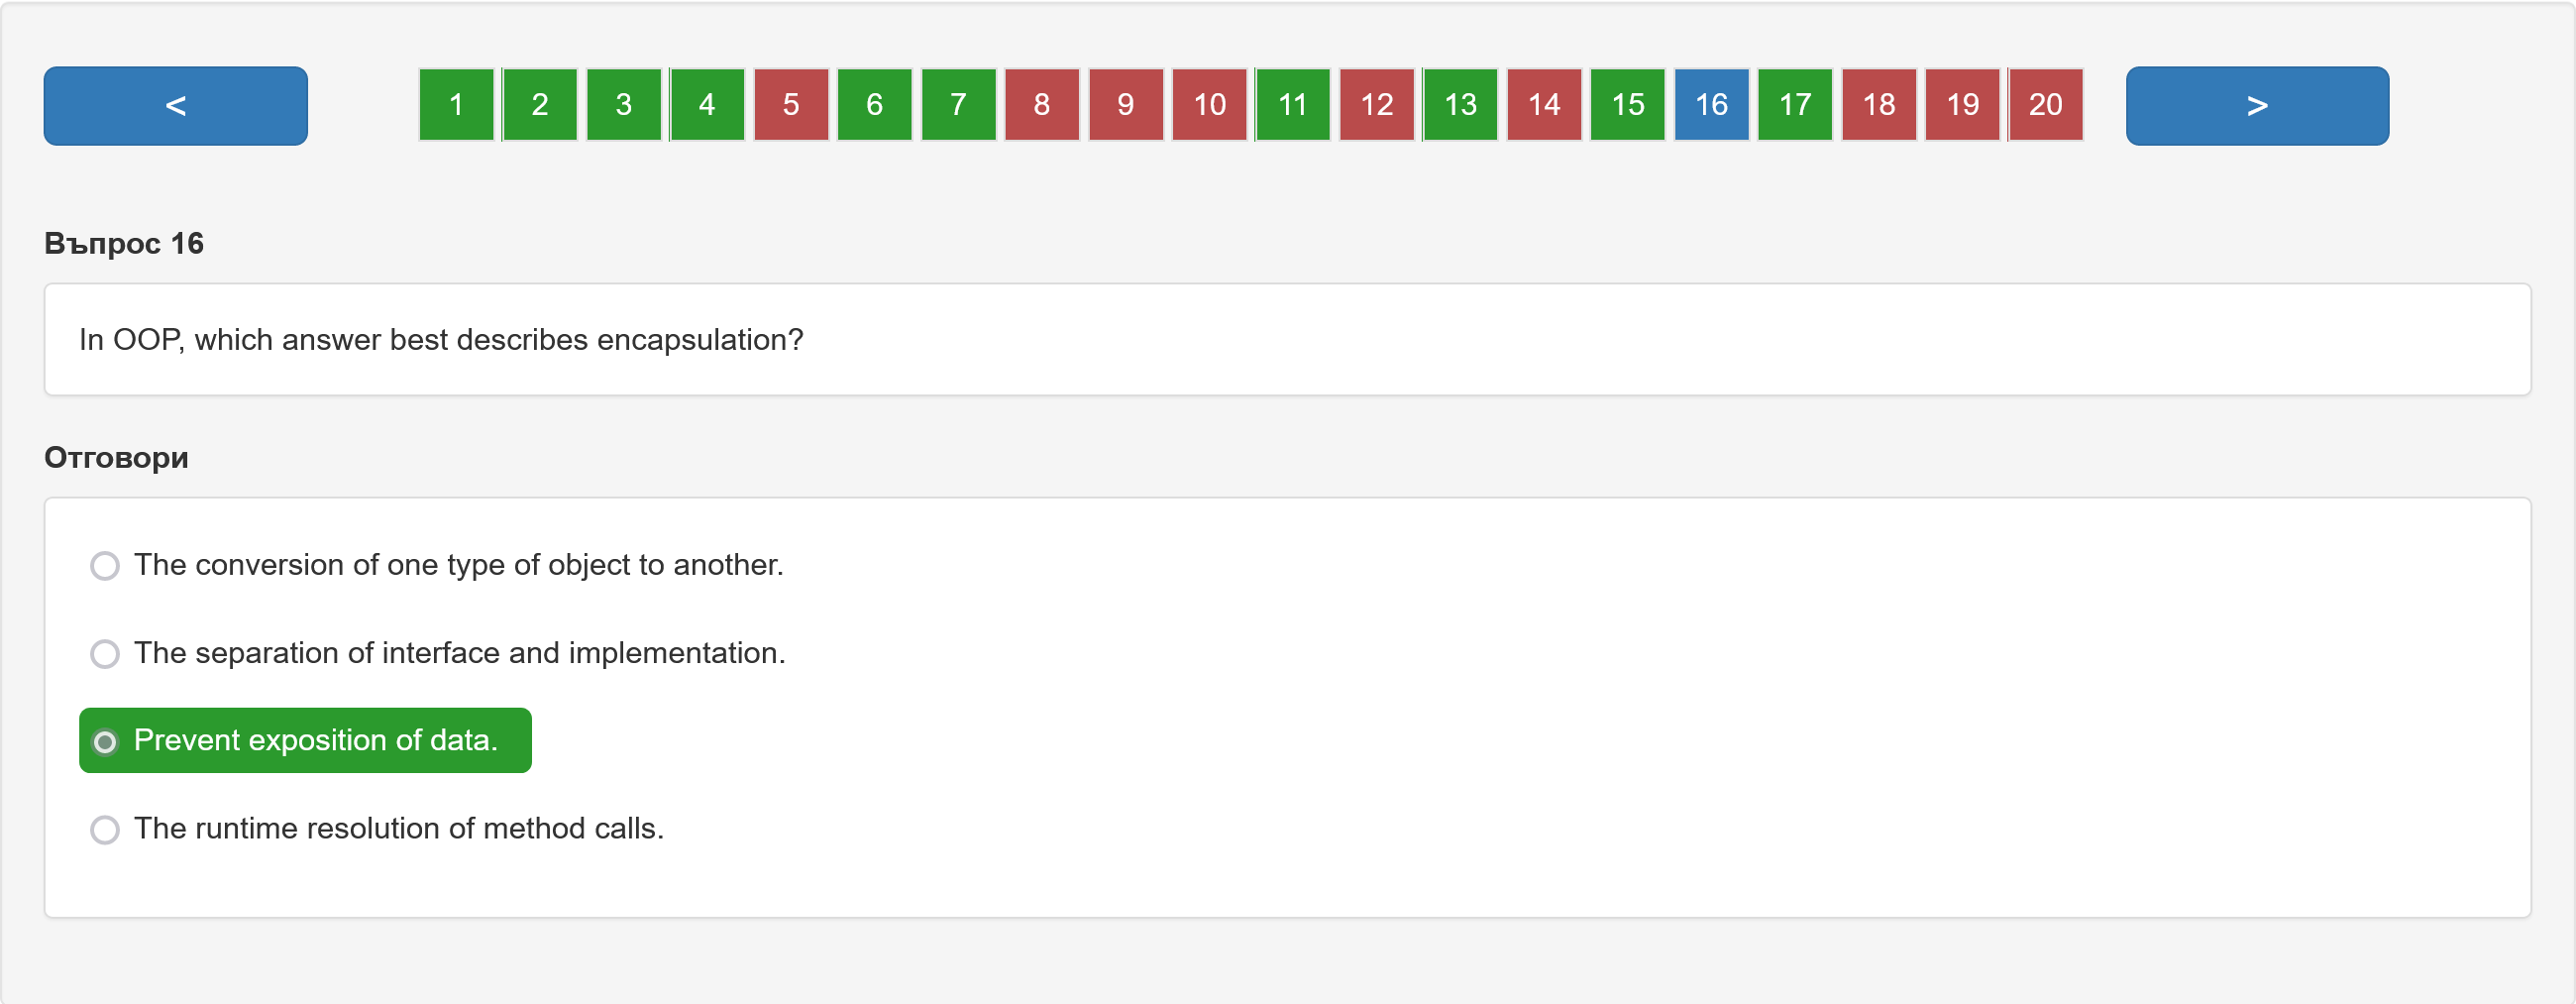 < 1 2 3 4 5 6 7 8 9 10 11 12 13 14 15 16 17 18 19 20 >
Въпрос 16
In OOP, which answer best describes encapsulation?
Отговори
The conversion of one type of object to another.
The separation of interface and implementation.
Prevent exposition of data.
The runtime resolution of method calls.